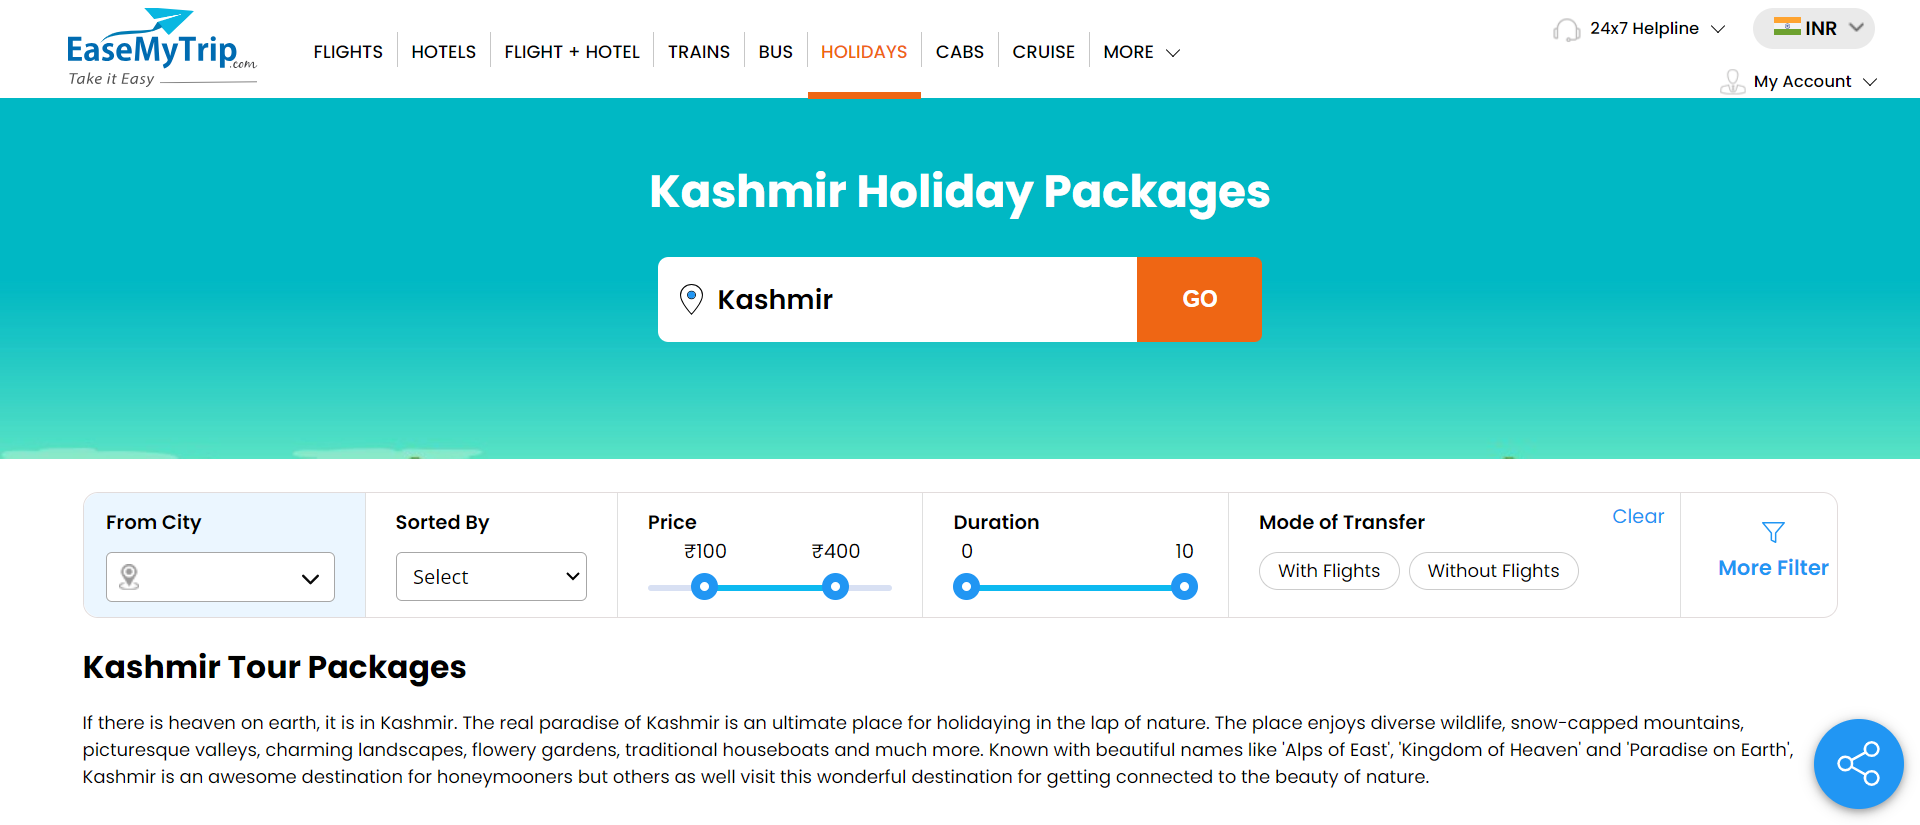 EaseMyTrip.com
Take it Easy
FLIGHTS
HOTELS
FLIGHT + HOTEL
TRAINS
BUS
HOLIDAYS
CABS
CRUISE
MORE
24x7 Helpline
INR
My Account
Kashmir Holiday Packages
Kashmir
GO
From City
Sorted By
Select
Price
₹100 ₹400
Duration
0 10
Mode of Transfer
Clear
With Flights
Without Flights
More Filter
Kashmir Tour Packages
If there is heaven on earth, it is in Kashmir. The real paradise of Kashmir is an ultimate place for holidaying in the lap of nature. The place enjoys diverse wildlife, snow-capped mountains,
picturesque valleys, charming landscapes, flowery gardens, traditional houseboats and much more. Known with beautiful names like 'Alps of East', 'Kingdom of Heaven' and 'Paradise on Earth',
Kashmir is an awesome destination for honeymooners but others as well visit this wonderful destination for getting connected to the beauty of nature.